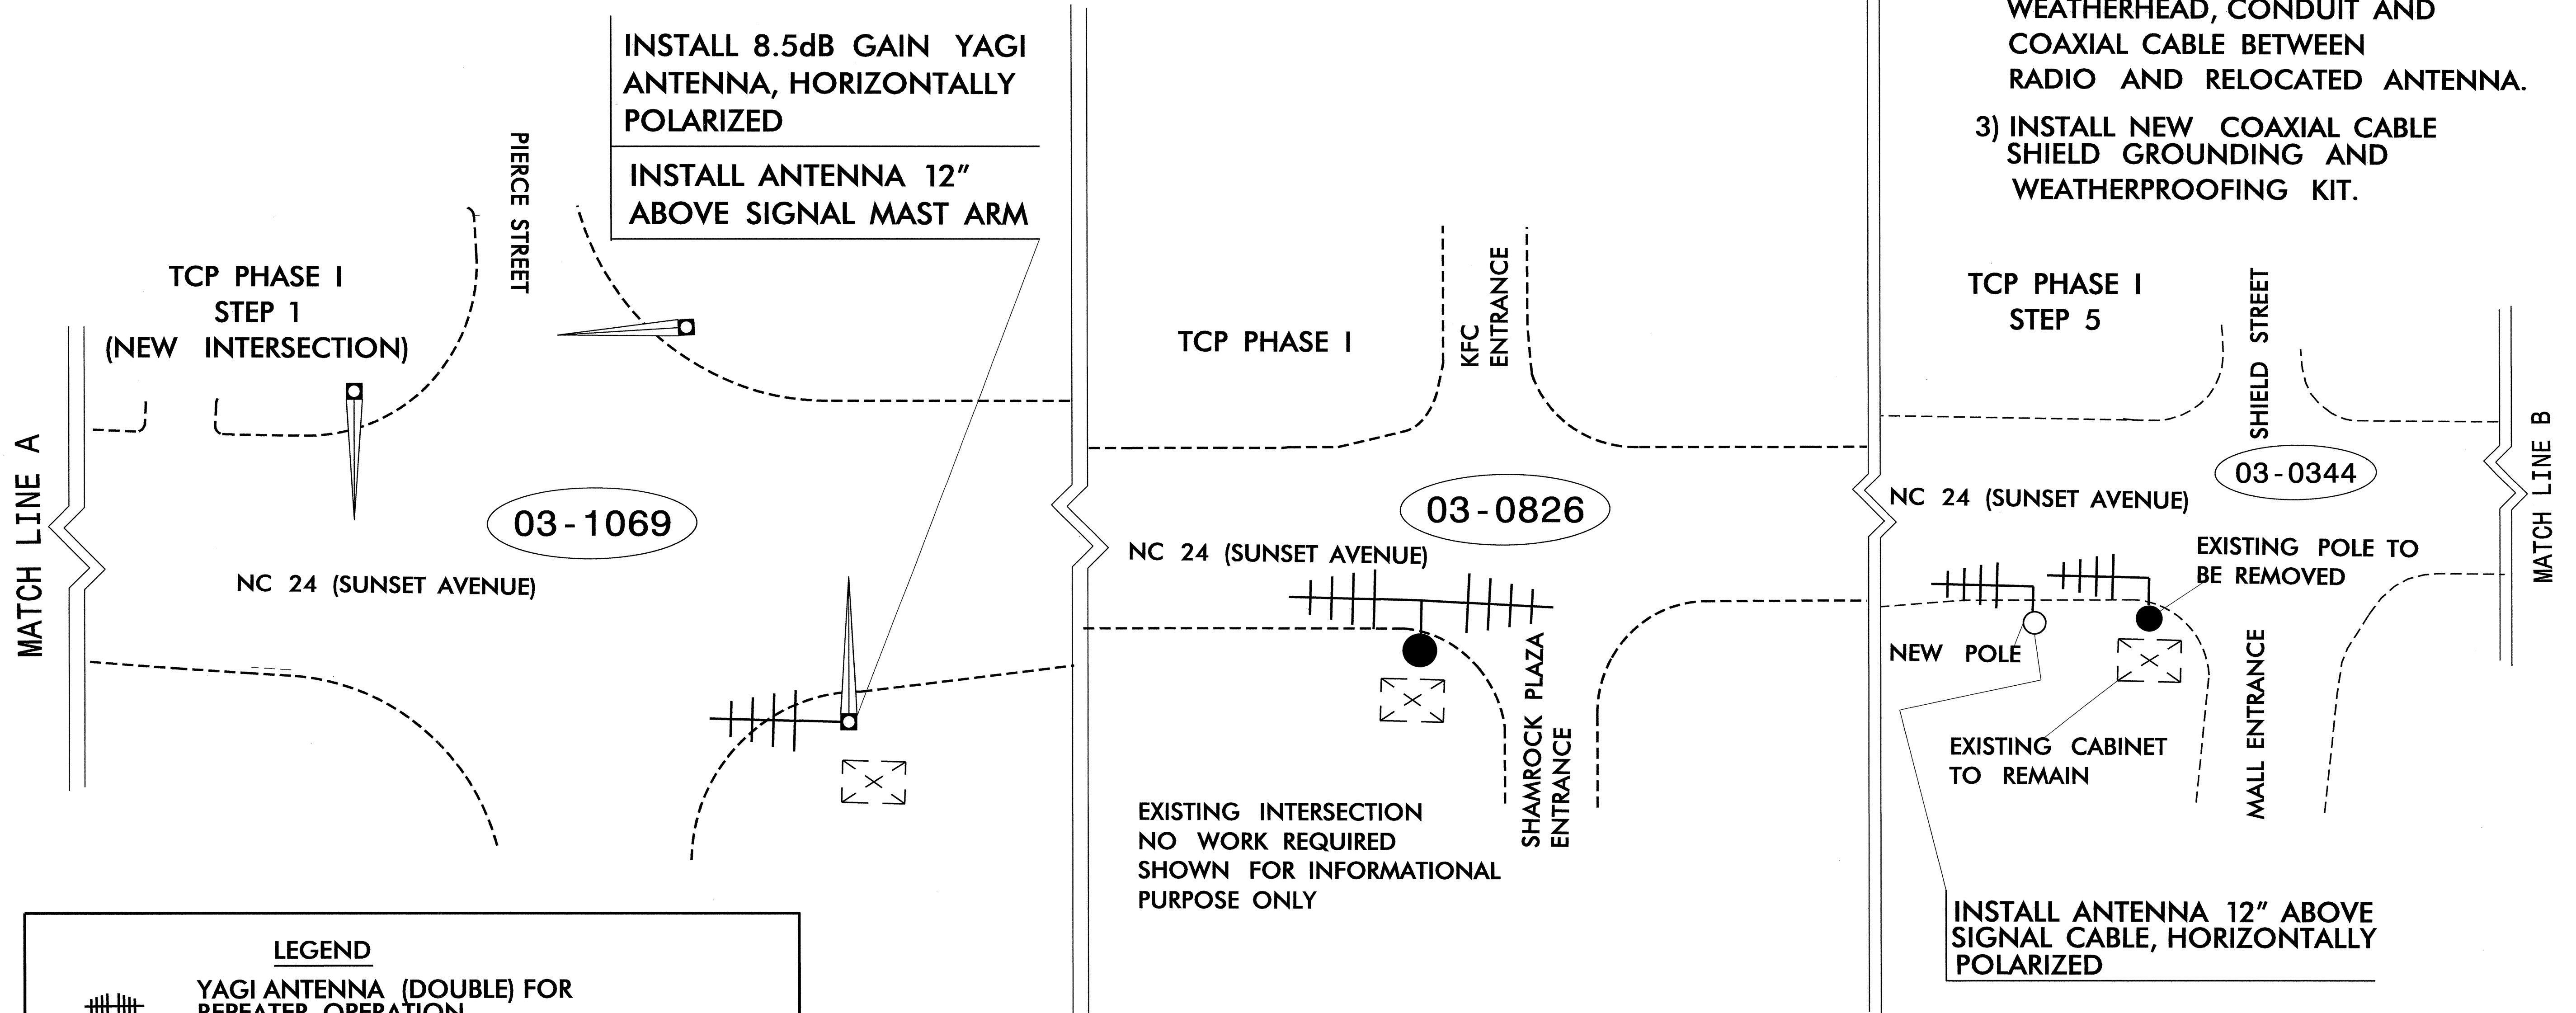 INSTALL 8.5dB GAIN YAGI
ANTENNA, HORIZONTALLY
POLARIZED
INSTALL ANTENNA 12"
ABOVE SIGNAL MAST ARM
PIERCE STREET
TCP PHASE I
STEP 1
(NEW INTERSECTION)
MATCH LINE A
03-1069
NC 24 (SUNSET AVENUE)
LEGEND
YAGI ANTENNA (DOUBLE) FOR
REPEATER OPERATION
TCP PHASE I
KFC
ENTRANCE
03-0826
NC 24 (SUNSET AVENUE)
SHAMROCK PLAZA
ENTRANCE
EXISTING INTERSECTION
NO WORK REQUIRED
SHOWN FOR INFORMATIONAL
PURPOSE ONLY
WEATHERHEAD, CONDUIT AND
COAXIAL CABLE BETWEEN
RADIO AND RELOCATED ANTENNA.
3) INSTALL NEW COAXIAL CABLE
SHIELD GROUNDING AND
WEATHERPROOFING KIT.
TCP PHASE I
STEP 5
SHIELD STREET
03-0344
NC 24 (SUNSET AVENUE)
MATCH LINE B
EXISTING POLE TO
BE REMOVED
NEW POLE
EXISTING CABINET
TO REMAIN
MALL ENTRANCE
INSTALL ANTENNA 12" ABOVE
SIGNAL CABLE, HORIZONTALLY
POLARIZED